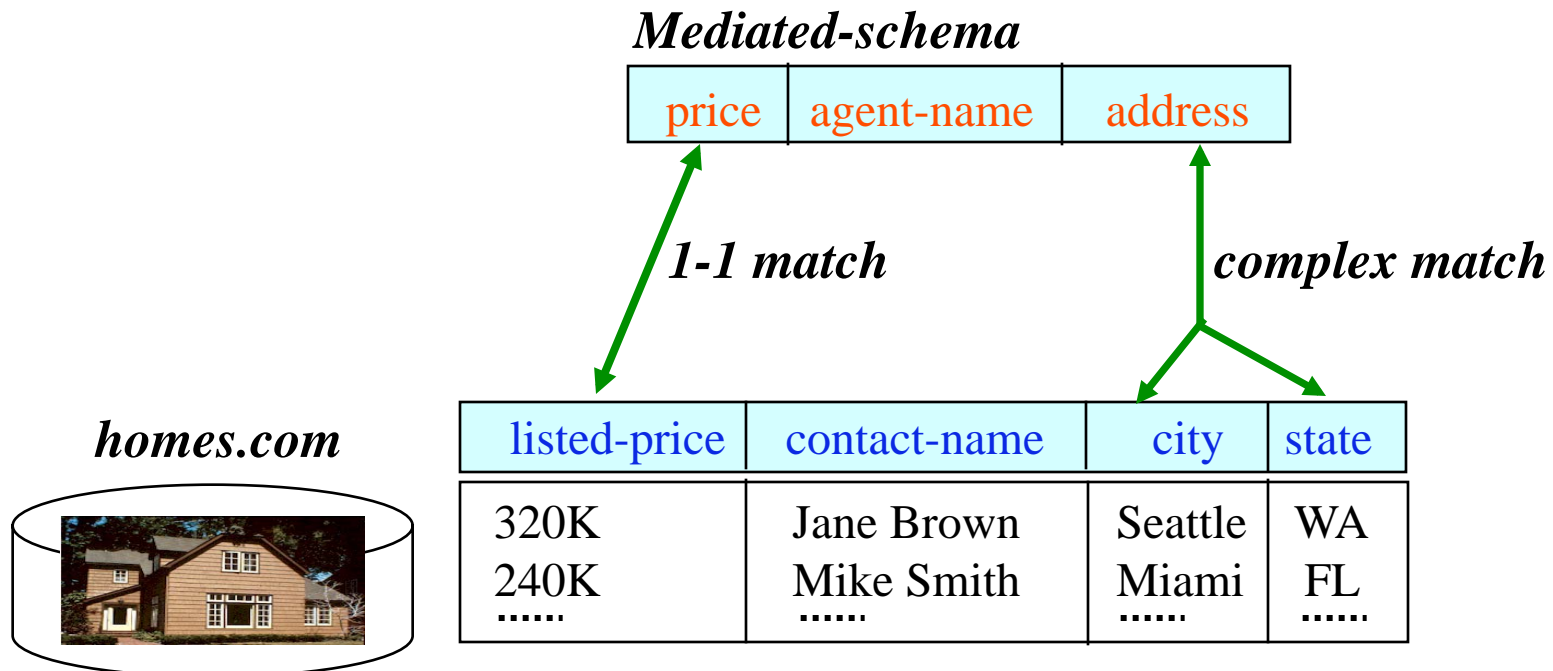 Mediated-schema
price agent-name address
1-1 match complex match
homes.com
listed-price contact-name city state
320K Jane Brown Seattle WA
240K Mike Smith Miami FL
...... ...... ...... ......